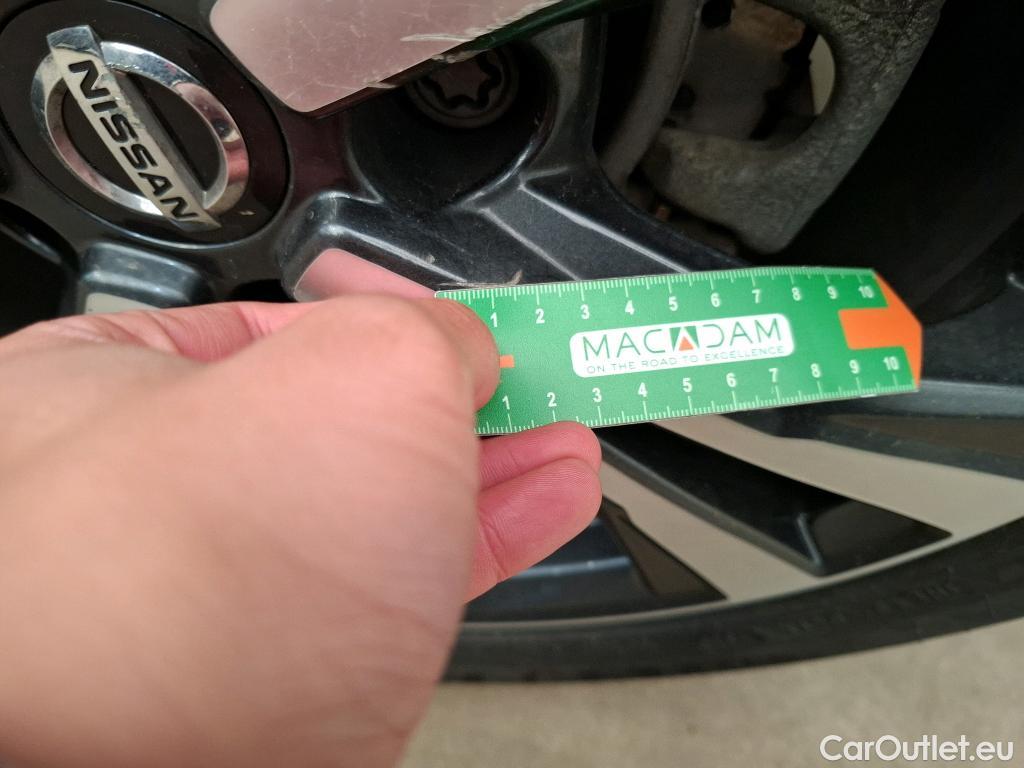 NISSAN
1 2 3 4 5 6 7 8 9 10
MACADAM
ON THE ROAD TO EXCELLENCE
1 2 3 4 5 6 7 8 9 10
CarOutlet.eu